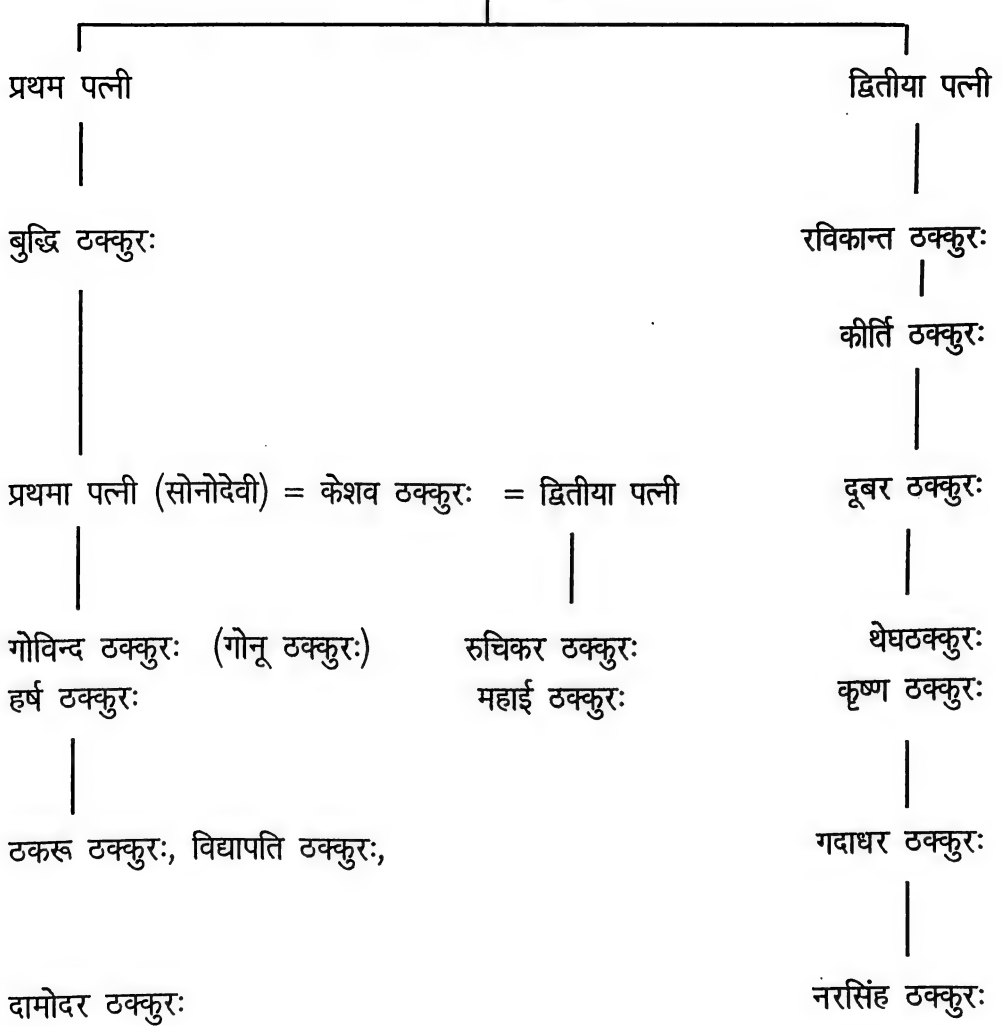 प्रथम पत्नी द्वितीया पत्नी
बुद्धि ठक्कुरः रविकान्त ठक्कुरः
कीर्ति ठक्कुरः
प्रथमा पत्नी (सोनोदेवी) = केशव ठक्कुरः = द्वितीया पत्नी दूबर ठक्कुरः
गोविन्द ठक्कुरः (गोनू ठक्कुरः) रुचिकर ठक्कुरः थेघठक्कुरः
हर्ष ठक्कुरः महाई ठक्कुरः कृष्ण ठक्कुरः
ठकरू ठक्कुरः, विद्यापति ठक्कुरः, गदाधर ठक्कुरः
दामोदर ठक्कुरः नरसिंह ठक्कुरः